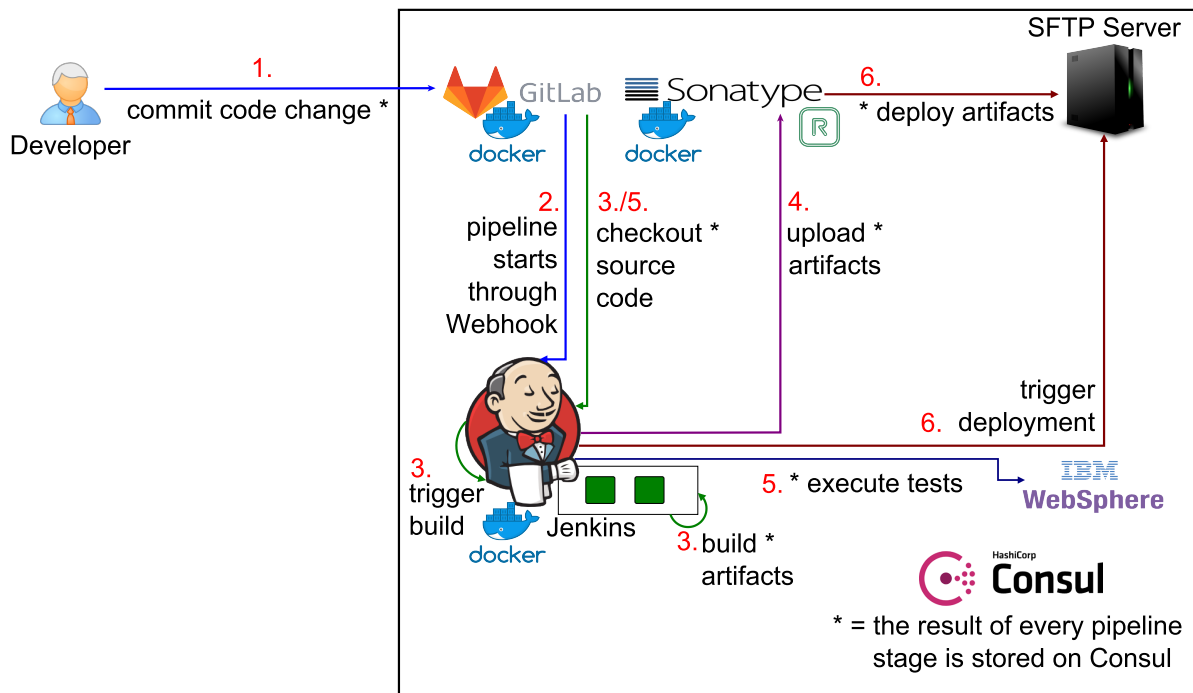 SFTP Server
1.
6.
GitLab
Sonatype
commit code change *
* deploy artifacts
R
Developer
docker
docker
2.
3./5.
4.
pipeline
starts
through
Webhook
checkout *
source
code
upload *
artifacts
trigger
6. deployment
3.
trigger
build
5. * execute tests
IBM
WebSphere
Jenkins
docker
3. build *
artifacts
HashiCorp
Consul
* = the result of every pipeline
stage is stored on Consul